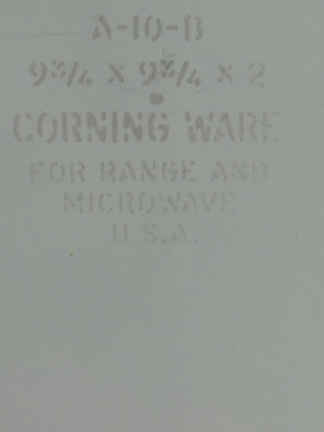 A-10-B
9¾ x 9¾ x 2
CORNING WARE
FOR RANGE AND
MICROWAVE
U.S.A.